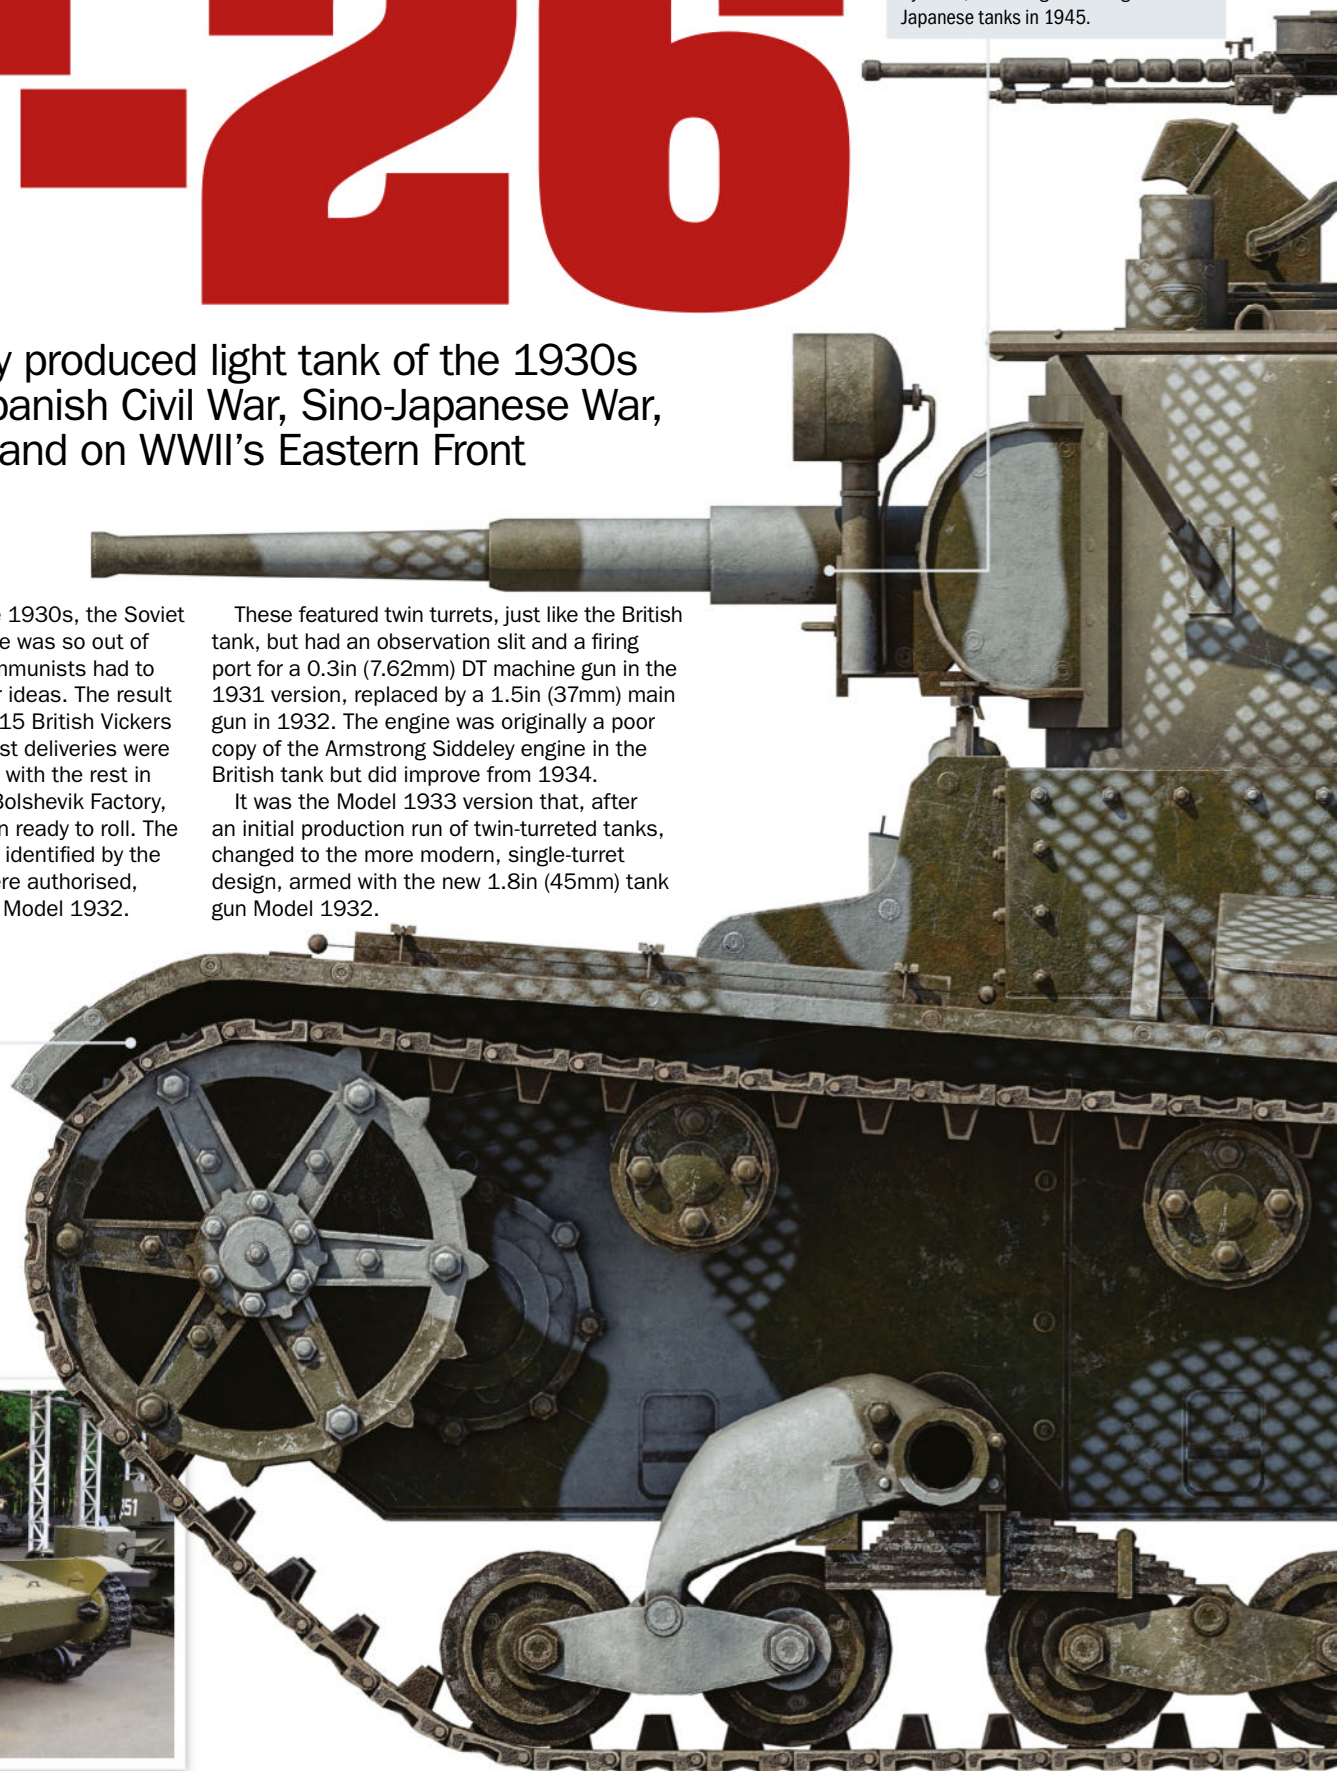 Japanese tanks in 1945.
-26
produced light tank of the 1930s
Civil War, Sino-Japanese War,
and on WWII's Eastern Front
1930s, the Soviet
was so out of
had to
ideas. The result
15 British Vickers
deliveries were
with the rest in
Bolshevik Factory,
ready to roll. The
identified by the
authorised,
Model 1932.
These featured twin turrets, just like the British
tank, but had an observation slit and a firing
port for a 0.3in (7.62mm) DT machine gun in the
1931 version, replaced by a 1.5in (37mm) main
gun in 1932. The engine was originally a poor
copy of the Armstrong Siddeley engine in the
British tank but did improve from 1934.
It was the Model 1933 version that, after
an initial production run of twin-turreted tanks,
changed to the more modern, single-turret
design, armed with the new 1.8in (45mm) tank
gun Model 1932.